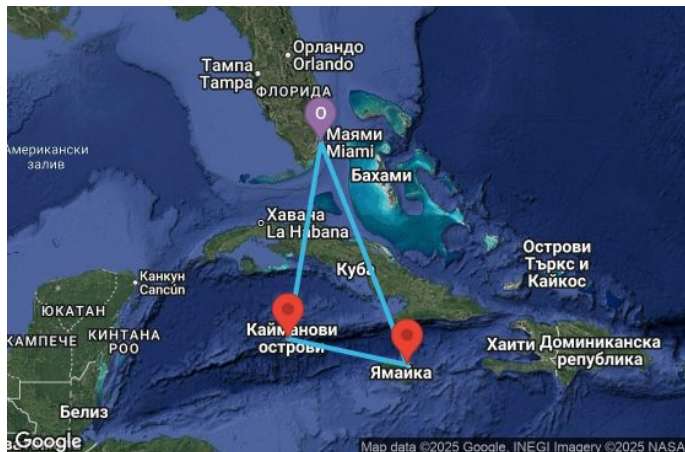 Орландо
Orlando
Тампа
Tampa
ФЛОРИДА
O
Маями
Miami
Американски
залив
Бахами
Хавана
La Habana
Куба
Острови
Търкс и
Кайкос
Канкун
Cancún
ЮКАТАН
КАМПЕЧЕ
КИНТАНА
РОО
Кайманови
острови
Ямайка
Хаити
Доминиканска
република
Белиз
Google
Map data ©2025 Google, INEGI Imagery ©2025 NASA